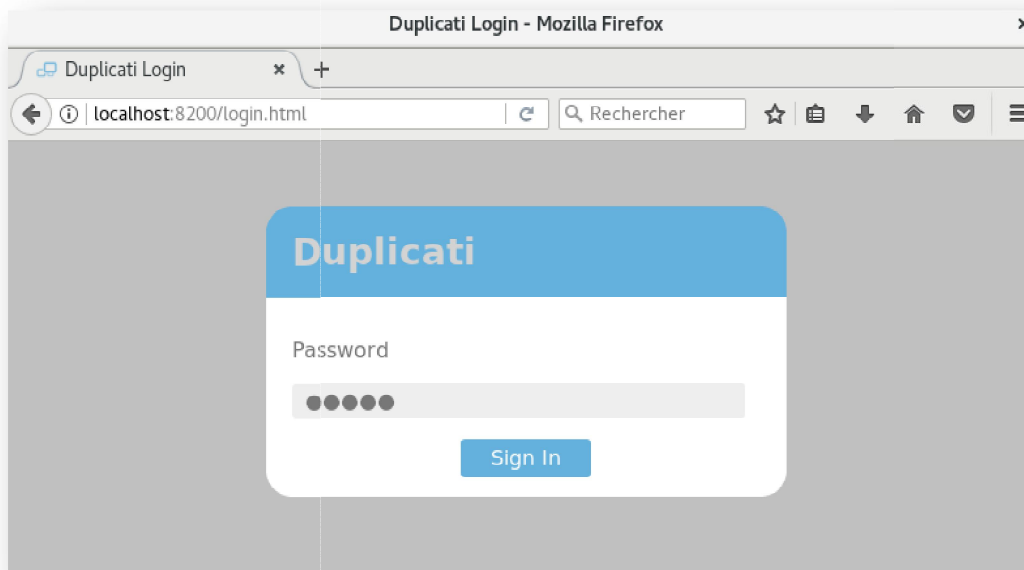 Duplicati Login - Mozilla Firefox
Duplicati Login
localhost:8200/login.html
Rechercher
Duplicati
Password
Sign In